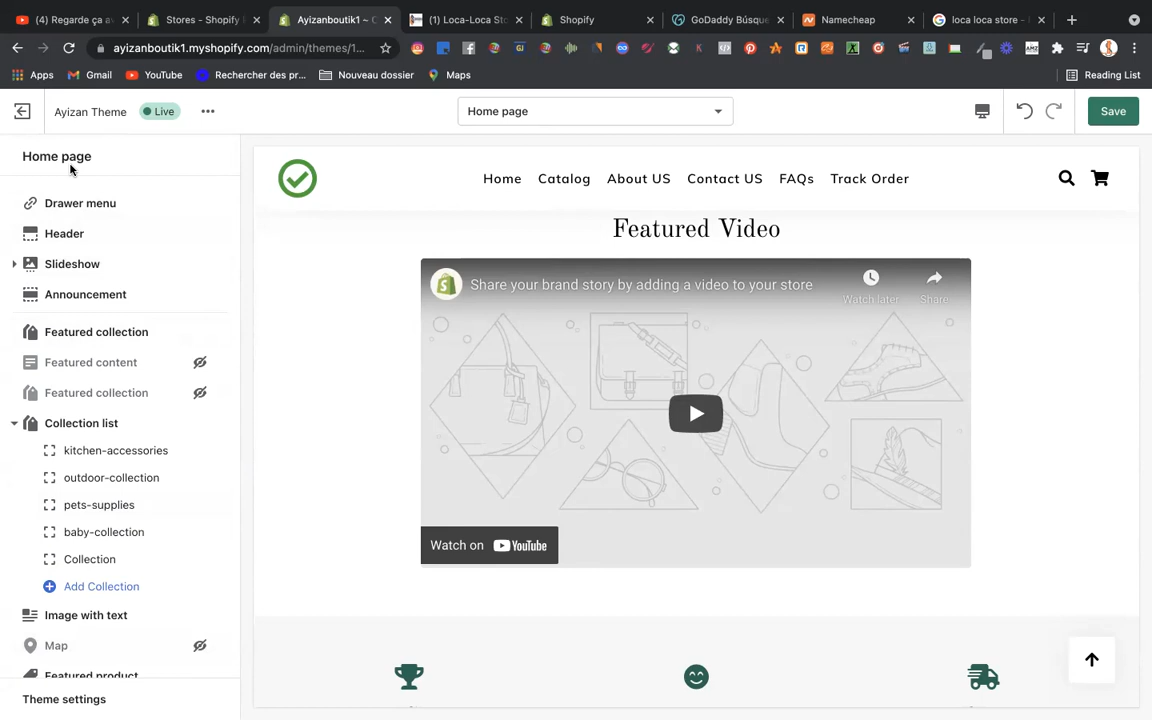 (4) Regarde ça av
Stores - Shopify
Ayizanboutik1 ~ C
(1) Loca-Loca Sto
Shopify
GoDaddy Búsque
Namecheap
loca loca store -
ayizanboutik1.myshopify.com/admin/themes/1...
Apps
Gmail
YouTube
Rechercher des pr...
Nouveau dossier
Maps
Reading List
Ayizan Theme
Live
Home page
Save
Home page
Drawer menu
Header
Slideshow
Announcement
Featured collection
Featured content
Featured collection
Collection list
kitchen-accessories
outdoor-collection
pets-supplies
baby-collection
Collection
Add Collection
Image with text
Map
Featured product
Theme settings
Home
Catalog
About US
Contact US
FAQs
Track Order
Featured Video
Share your brand story by adding a video to your store
Watch later
Share
Watch on YouTube